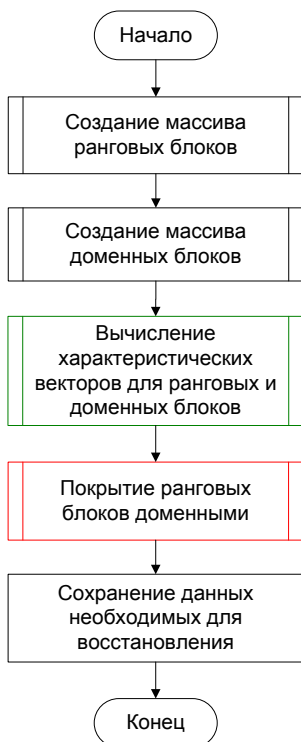 Начало
Создание массива
ранговых блоков
Создание массива
доменных блоков
Вычисление
характеристических
векторов для ранговых и
доменных блоков
Покрытие ранговых
блоков доменными
Сохранение данных
необходимых для
восстановления
Конец